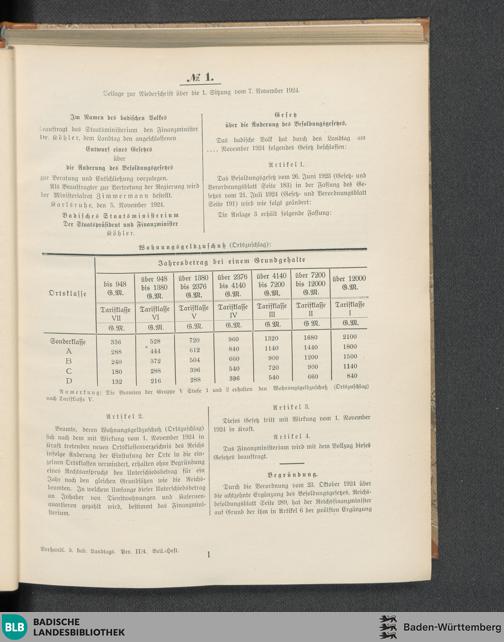 № 1.
Beilage zur Niederschrift über die 1. Sitzung vom 7. November 1924.
Im Namen des badischen Volkes
beauftragt das Staatsministerium den Finanzminister
Dr. Köhler, dem Landtag den angeschlossenen
Entwurf eines Gesetzes
über
die Änderung des Besoldungsgesetzes
zur Beratung und Entschließung vorzulegen.
Als Beauftragter zur Vertretung der Regierung wird
der Ministerialrat Zimmermann bestellt.
Karlsruhe, den 5. November 1924.
Badisches Staatsministerium
Der Staatspräsident und Finanzminister
Köhler.
Gesetz
über die Änderung des Besoldungsgesetzes.
Das badische Volk hat durch den Landtag am
.... November 1924 folgendes Gesetz beschlossen:
Artikel 1.
Das Besoldungsgesetz vom 26. Juni 1923 (Gesetz- und
Verordnungsblatt Seite 183) in der Fassung des Ge-
setzes vom 21. Juli 1924 (Gesetz- und Verordnungsblatt
Seite 191) wird wie folgt geändert:
Die Anlage 3 erhält folgende Fassung:
Wohnungsgeldzuschuß (Ortszuschlag):
Ortsklasse
Jahresbetrag bei einem Grundgehalte
bis 948 G.M. über 948 bis 1380 G.M. über 1380 bis 2376 G.M. über 2376 bis 4140 G.M. über 4140 bis 7200 G.M. über 7200 bis 12000 G.M. über 12000 G.M.
Tarifklasse VII Tarifklasse VI Tarifklasse V Tarifklasse IV Tarifklasse III Tarifklasse II Tarifklasse I
G.M. G.M. G.M. G.M. G.M. G.M. G.M.
Sonderklasse 336 528 720 960 1320 1680 2100
A 288 444 612 840 1140 1440 1800
B 240 372 504 660 900 1200 1500
C 180 288 396 540 720 900 1140
D 132 216 288 396 540 660 840
Anmerkung: Die Beamten der Gruppe V Stufe 1 und 2 erhalten den Wohnungsgeldzuschuß (Ortszuschlag)
nach Tarifklasse V.
Artikel 2.
Beamte, deren Wohnungsgeldzuschuß (Ortszuschlag)
sich nach dem mit Wirkung vom 1. November 1924 in
Kraft tretenden neuen Ortsklassenverzeichnis des Reichs
infolge Änderung der Einstufung der Orte in die ein-
zelnen Ortsklassen vermindert, erhalten ohne Begründung
eines Rechtsanspruchs den Unterschiedsbetrag für ein
Jahr nach den gleichen Grundsätzen wie die Reichs-
beamten. In welchem Umfange dieser Unterschiedsbetrag
an Inhaber von Dienstwohnungen und Kasernen-
quartieren gezahlt wird, bestimmt das Finanzmini-
sterium.
Artikel 3.
Dieses Gesetz tritt mit Wirkung vom 1. November
1924 in Kraft.
Artikel 4.
Das Finanzministerium wird mit dem Vollzug dieses
Gesetzes beauftragt.
Begründung.
Durch die Verordnung vom 23. Oktober 1924 über
die achtzehnte Ergänzung des Besoldungsgesetzes, Reichs-
besoldungsblatt Seite 289, hat der Reichsfinanzminister
auf Grund der ihm in Artikel 6 der zwölften Ergänzung
Verhandl. d. bad. Landtags. Per. II/4. Beil.-Heft.
1
BLB BADISCHE
LANDESBIBLIOTHEK
Baden-Württemberg